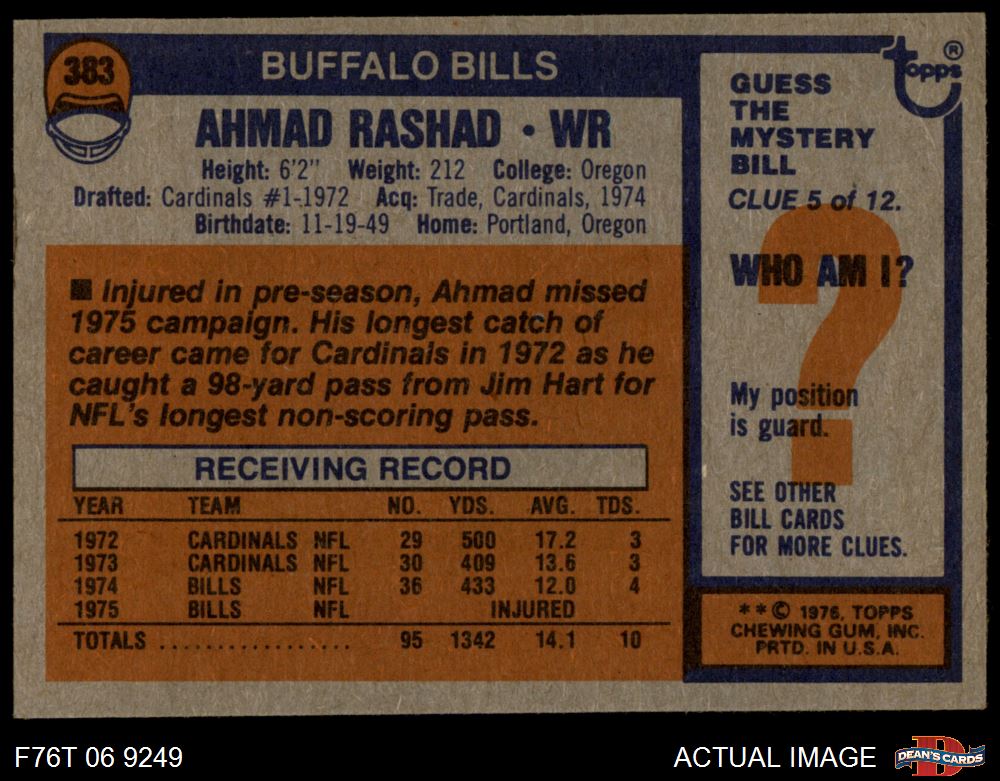 383
BUFFALO BILLS
AHMAD RASHAD • WR
Height: 6'2" Weight: 212 College: Oregon
Drafted: Cardinals #1-1972 Acq: Trade, Cardinals, 1974
Birthdate: 11-19-49 Home: Portland, Oregon
■ Injured in pre-season, Ahmad missed
1975 campaign. His longest catch of
career came for Cardinals in 1972 as he
caught a 98-yard pass from Jim Hart for
NFL's longest non-scoring pass.
RECEIVING RECORD
YEAR TEAM NO. YDS. AVG. TDS.
1972 CARDINALS NFL 29 500 17.2 3
1973 CARDINALS NFL 30 409 13.6 3
1974 BILLS NFL 36 433 12.0 4
1975 BILLS NFL INJURED
TOTALS ................. 95 1342 14.1 10
topps®
GUESS
THE
MYSTERY
BILL
CLUE 5 of 12.
WHO AM I?
?
My position
is guard.
SEE OTHER
BILL CARDS
FOR MORE CLUES.
**© 1976, TOPPS
CHEWING GUM, INC.
PRTD. IN U.S.A.
F76T 06 9249
ACTUAL IMAGE
D
DEAN'S CARDS